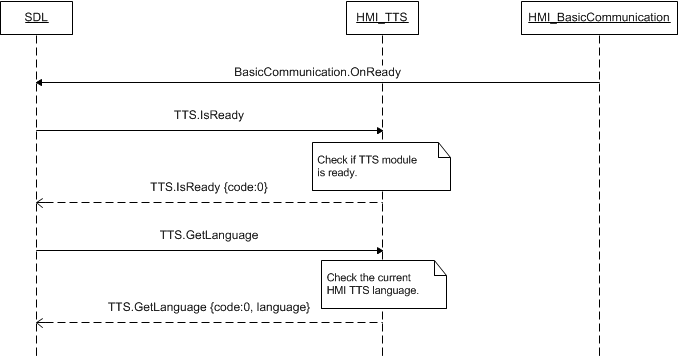 SDL
HMI_TTS
HMI_BasicCommunication
BasicCommunication.OnReady
TTS.IsReady
Check if TTS module
is ready.
TTS.IsReady {code:0}
TTS.GetLanguage
Check the current
HMI TTS language.
TTS.GetLanguage {code:0, language}